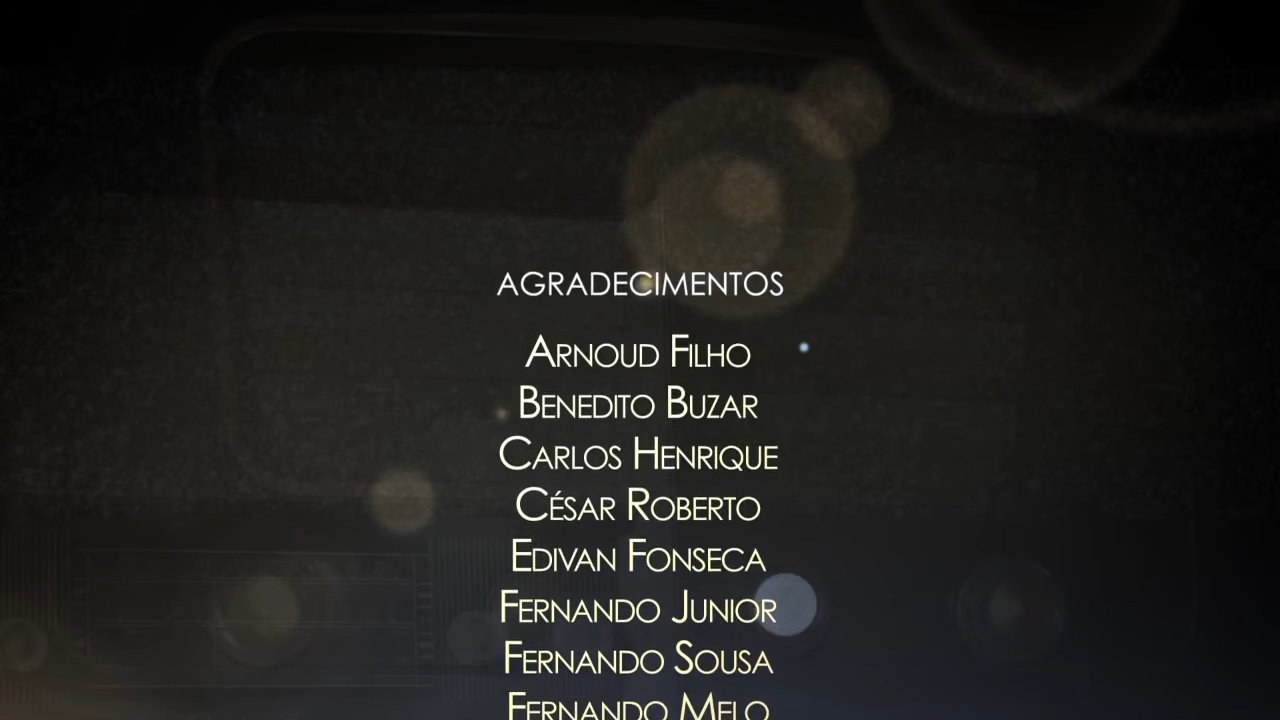 AGRADECIMENTOS
ARNOUD FILHO
BENEDITO BUZAR
CARLOS HENRIQUE
CÉSAR ROBERTO
EDIVAN FONSECA
FERNANDO JUNIOR
FERNANDO SOUSA
FERNANDO MELO